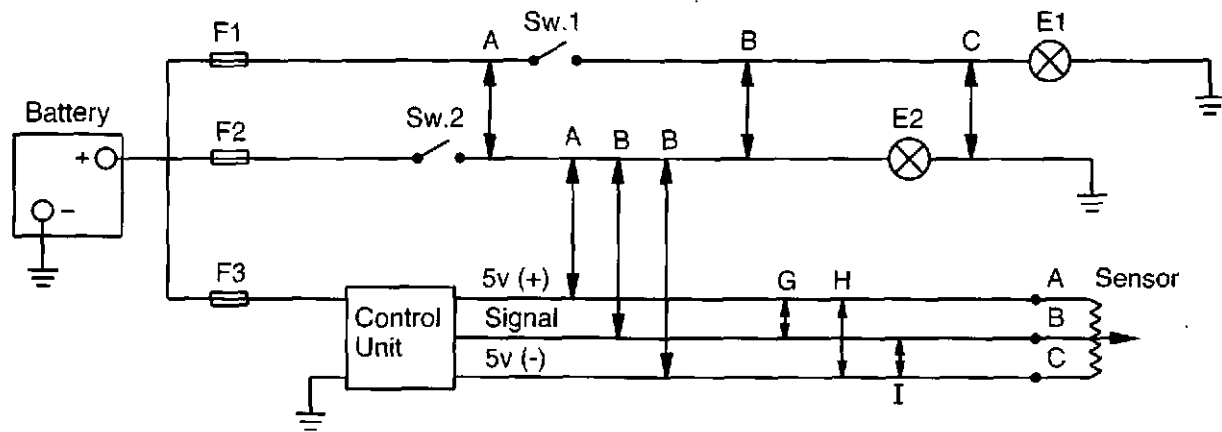 F1 A Sw.1 B C E1
Battery
+
−
F2 Sw.2 A B B E2
F3 5v (+) G H A Sensor
Control Unit
Signal B
5v (-) C
I